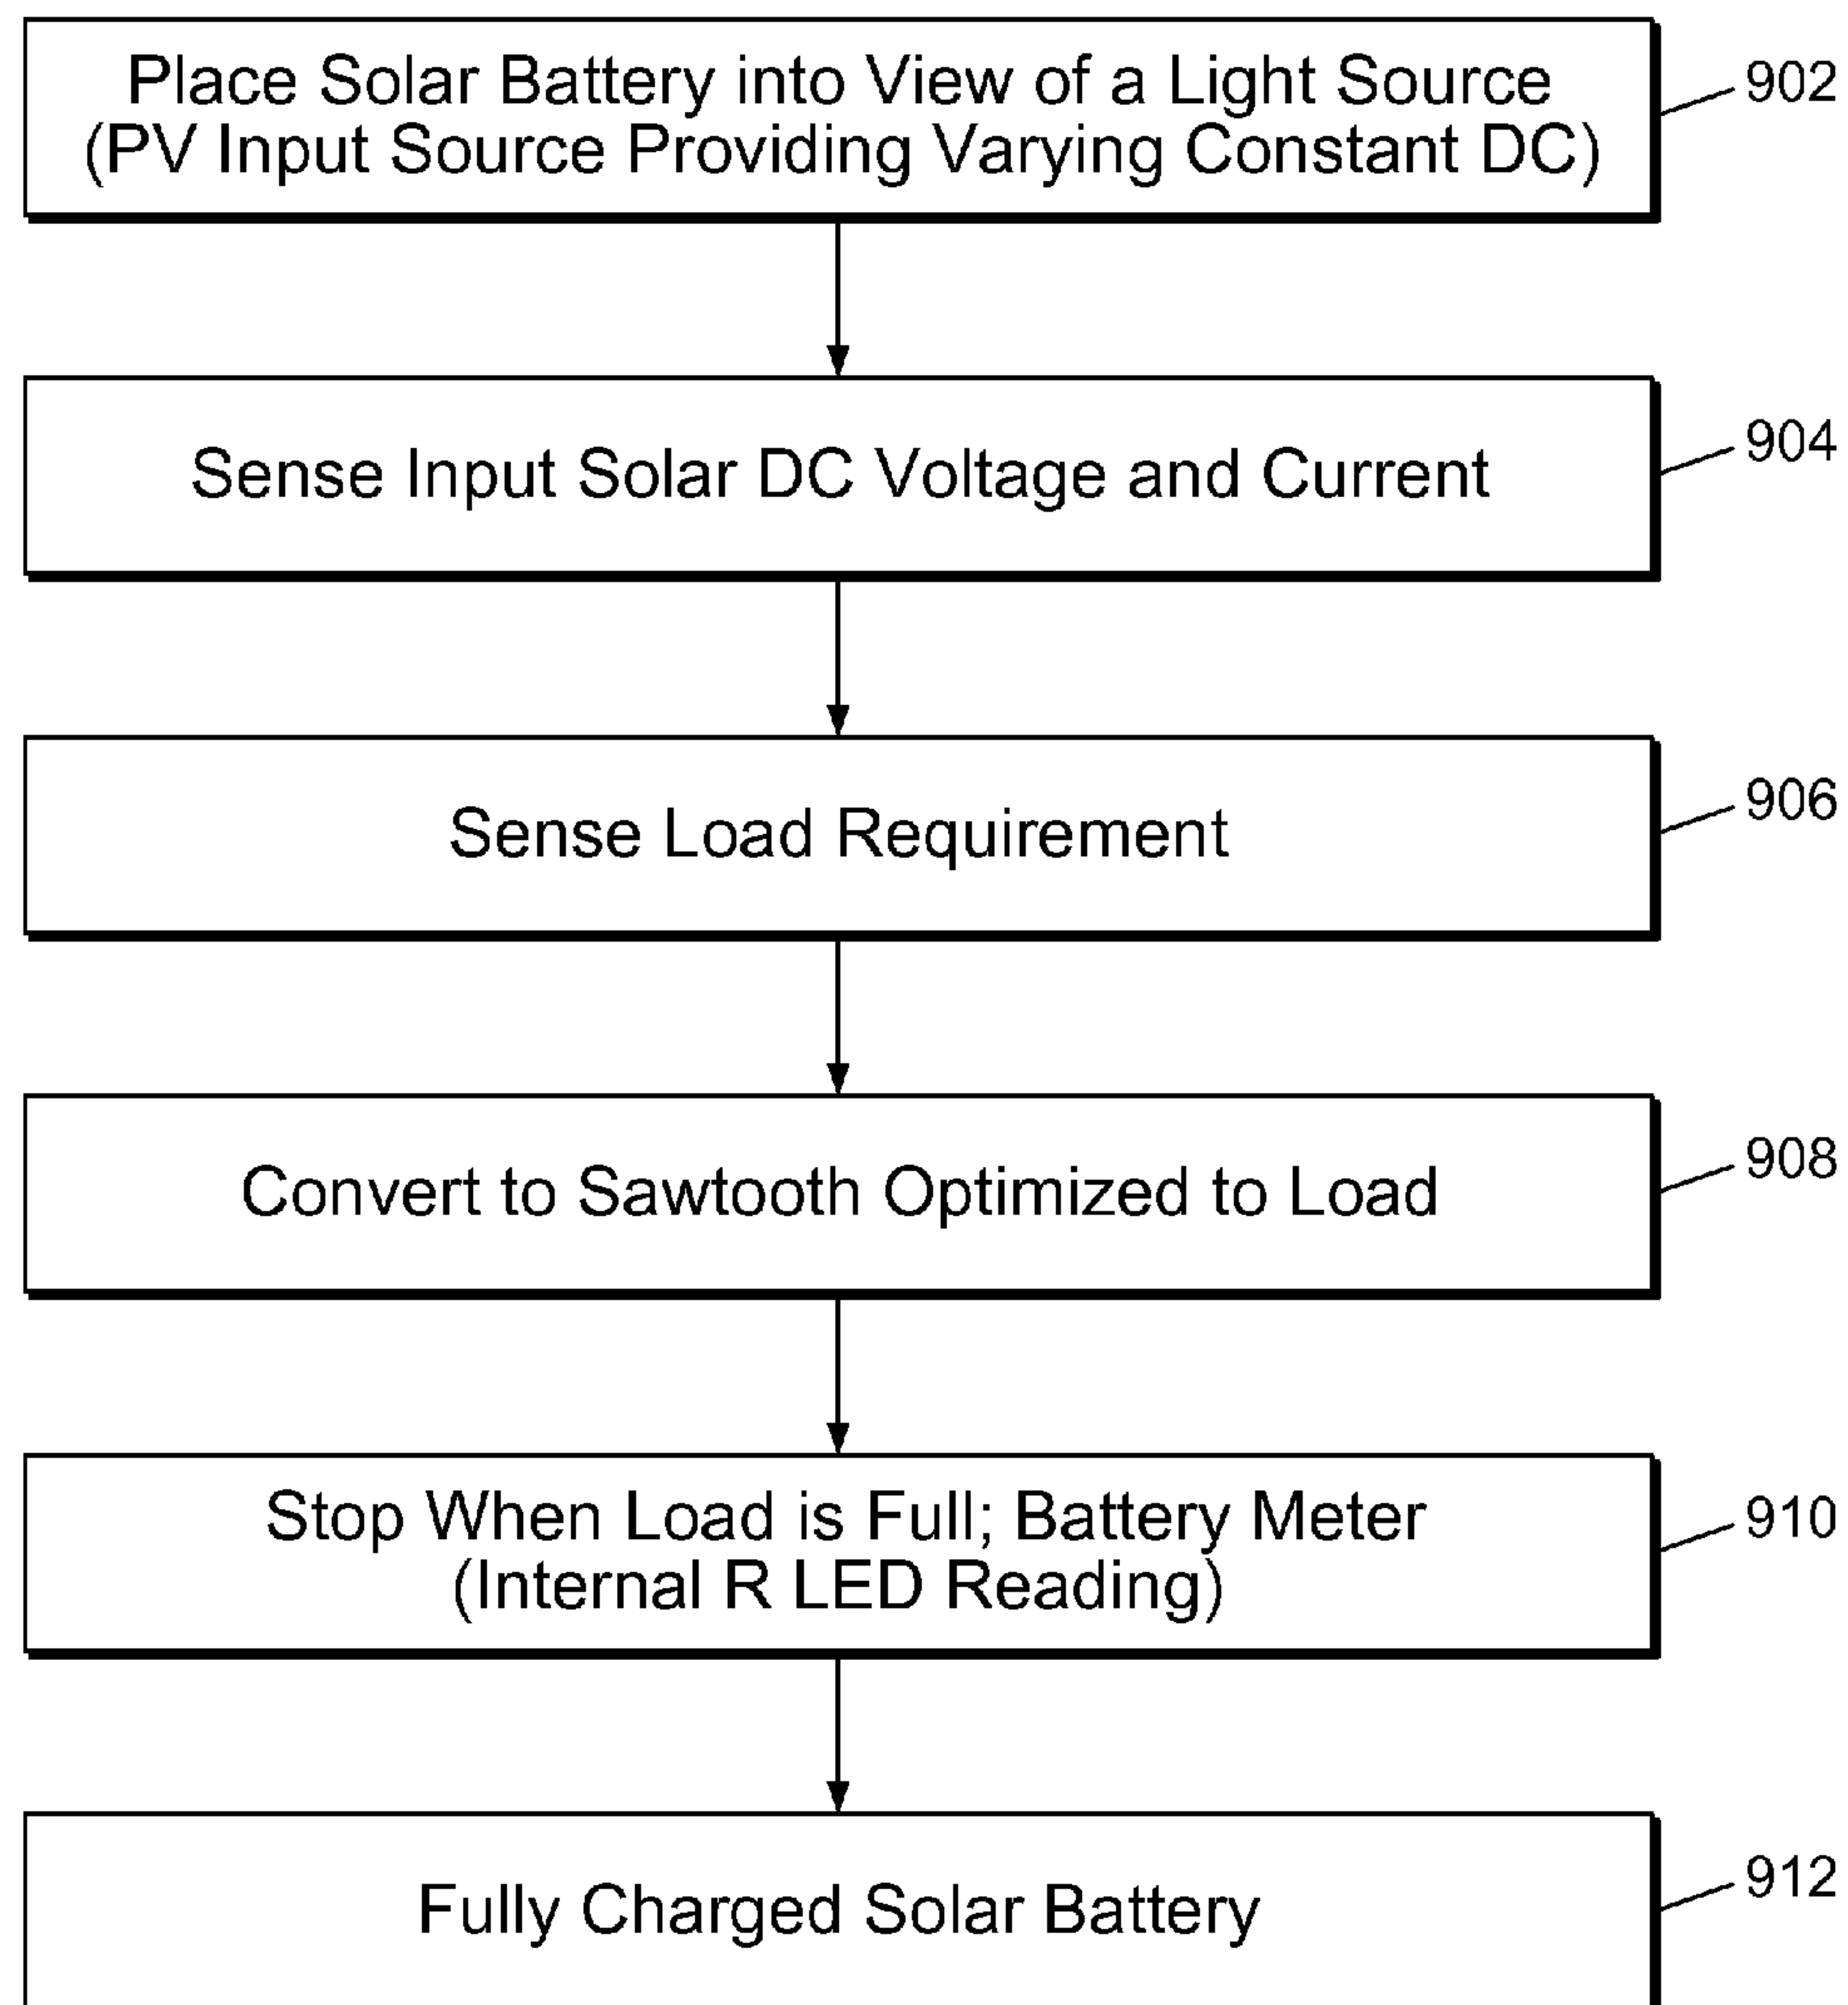 Place Solar Battery into View of a Light Source
(PV Input Source Providing Varying Constant DC)
902
Sense Input Solar DC Voltage and Current
904
Sense Load Requirement
906
Convert to Sawtooth Optimized to Load
908
Stop When Load is Full; Battery Meter
(Internal R LED Reading)
910
Fully Charged Solar Battery
912